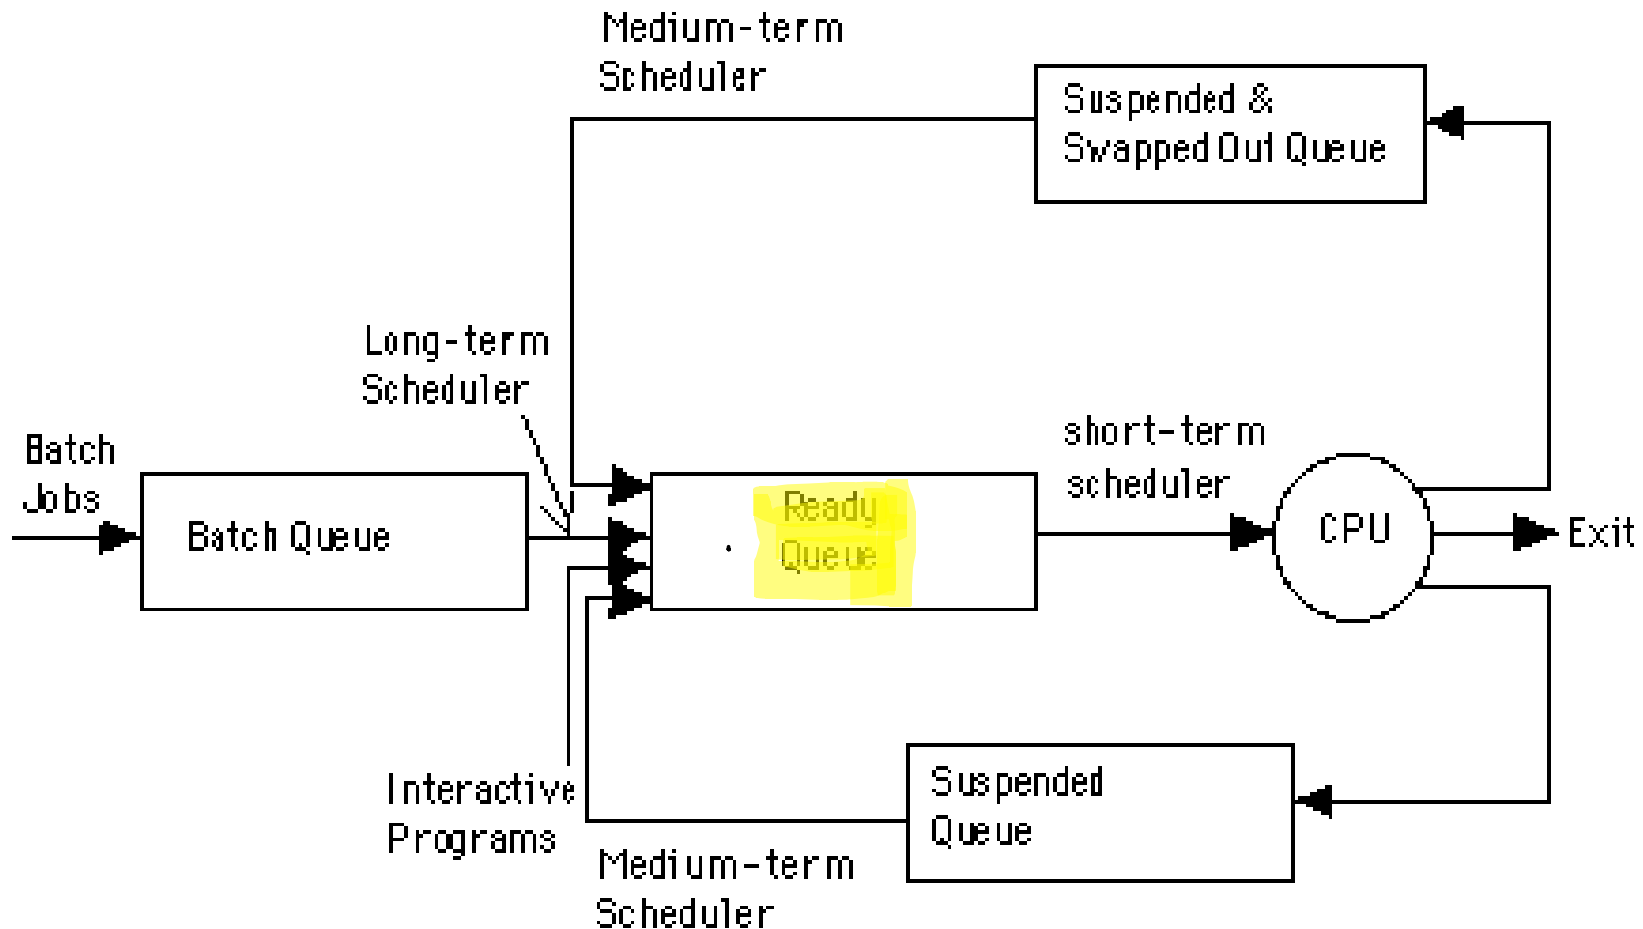 Medium-term
Scheduler
Suspended &
Swapped Out Queue
Long-term
Scheduler
Batch
Jobs
Batch Queue
Ready
Queue
short-term
scheduler
CPU
Exit
Interactive
Programs
Suspended
Queue
Medium-term
Scheduler